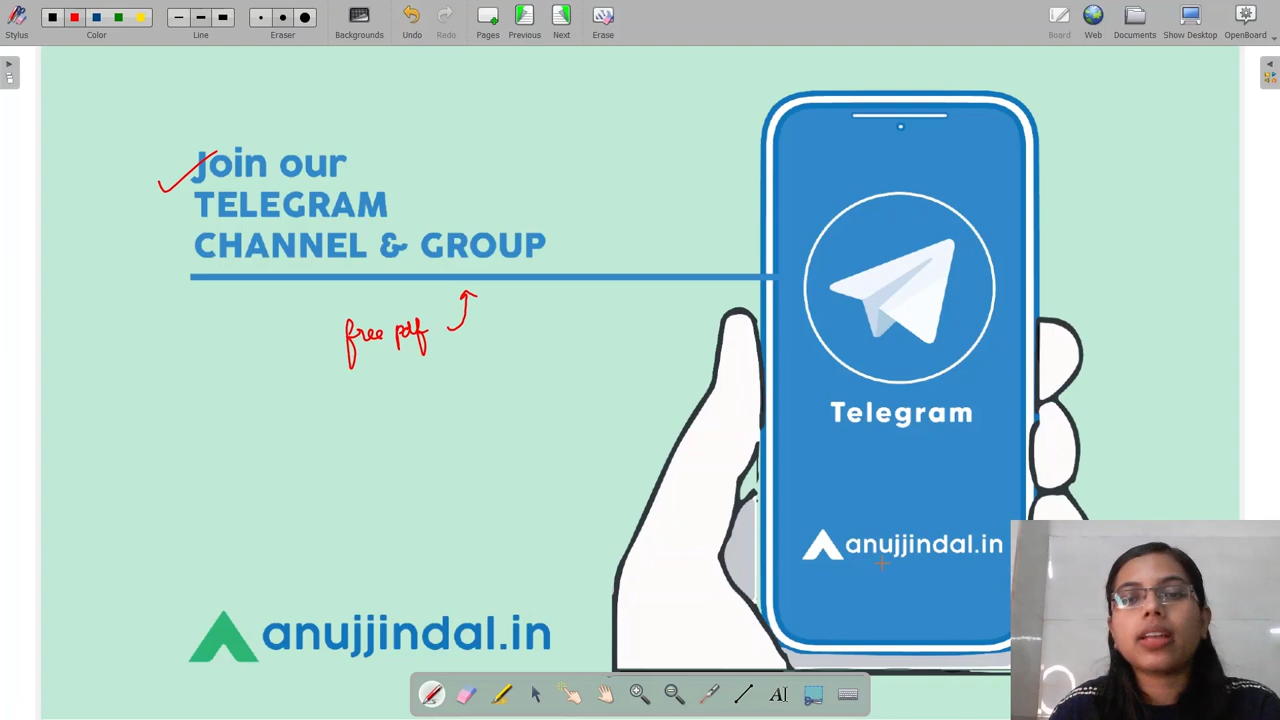 Stylus
Color
Line
Eraser
Backgrounds
Undo
Redo
Pages
Previous
Next
Erase
Board
Web
Documents
Show Desktop
OpenBoard
Join our
TELEGRAM
CHANNEL & GROUP
free pdf
Telegram
anujjindal.in
anujjindal.in
AI